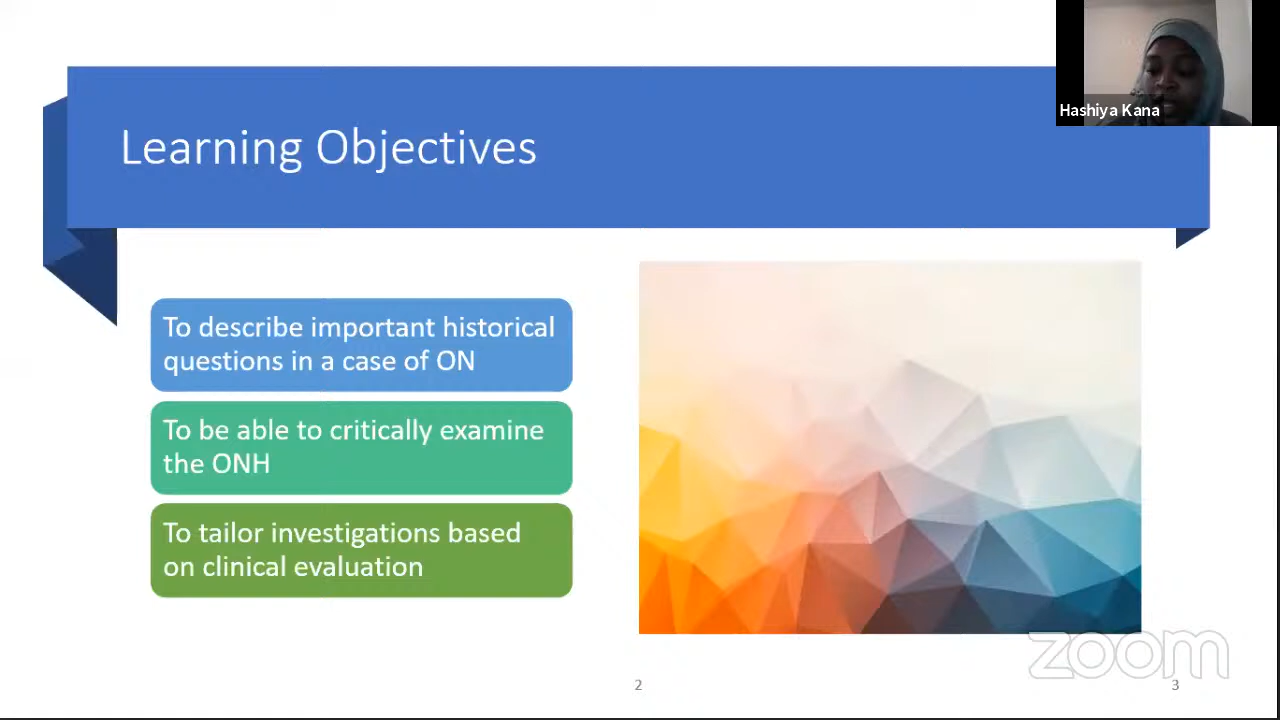 Hashiya Kana
Learning Objectives
To describe important historical
questions in a case of ON
To be able to critically examine
the ONH
To tailor investigations based
on clinical evaluation
zoom
2
3